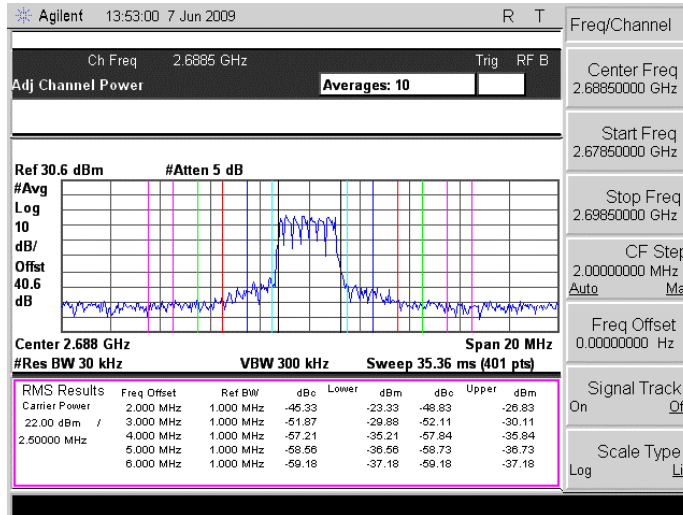 Agilent 13:53:00 7 Jun 2009 R T
Freq/Channel
Ch Freq 2.6885 GHz Trig RF B
Adj Channel Power Averages: 10
Center Freq
2.68850000 GHz
Start Freq
2.67850000 GHz
Stop Freq
2.69850000 GHz
CF Step
2.00000000 MHz
Auto Ma
Freq Offset
0.00000000 Hz
Signal Track
On Of
Scale Type
Log Li
Ref 30.6 dBm #Atten 5 dB
#Avg
Log
10
dB/
Offst
40.6
dB
Center 2.688 GHz Span 20 MHz
#Res BW 30 kHz VBW 300 kHz Sweep 35.36 ms (401 pts)
RMS Results Freq Offset Ref BW dBc Lower dBm dBc Upper dBm
Carrier Power 2.000 MHz 1.000 MHz -45.33 -23.33 -48.83 -26.83
22.00 dBm / 3.000 MHz 1.000 MHz -51.87 -29.88 -52.11 -30.11
2.50000 MHz 4.000 MHz 1.000 MHz -57.21 -35.21 -57.84 -35.84
5.000 MHz 1.000 MHz -58.56 -36.56 -58.73 -36.73
6.000 MHz 1.000 MHz -59.18 -37.18 -59.18 -37.18